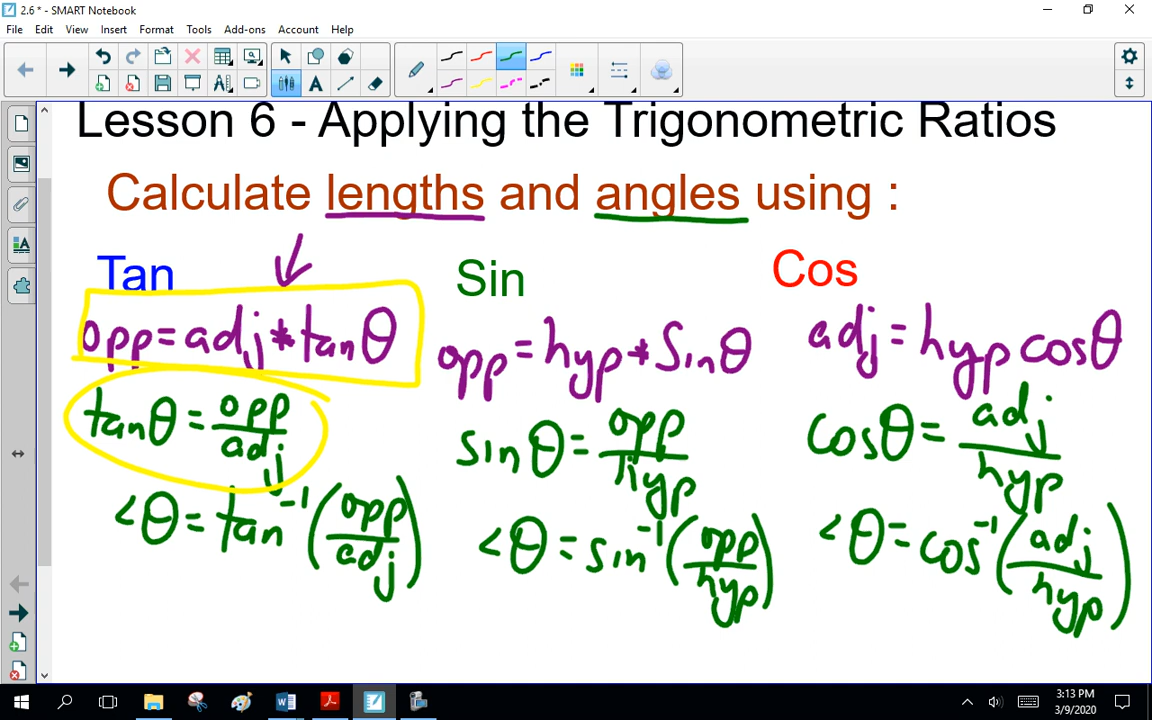 2.6 * - SMART Notebook
File Edit View Insert Format Tools Add-ons Account Help
Lesson 6 - Applying the Trigonometric Ratios
Calculate lengths and angles using :
Tan Sin Cos
opp=adj*tanθ opp=hyp*Sinθ adj=hyp cosθ
tanθ=opp/adj sinθ=opp/hyp cosθ=adj/hyp
<θ=tan⁻¹(opp/adj) <θ=sin⁻¹(opp/hyp) <θ=cos⁻¹(adj/hyp)
3:13 PM
3/9/2020